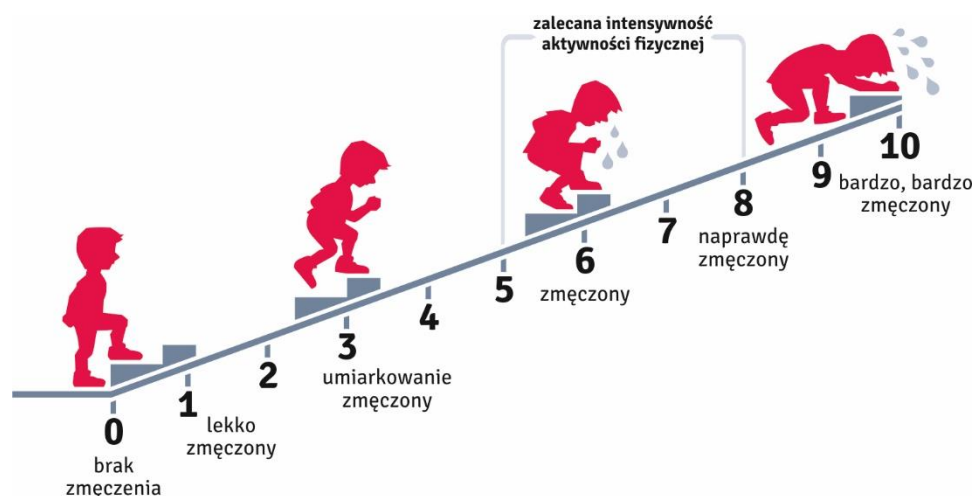 zalecana intensywność
aktywności fizycznej
0
brak
zmęczenia
1
lekko
zmęczony
2
3
umiarkowanie
zmęczony
4
5
6
zmęczony
7
8
naprawdę
zmęczony
9
10
bardzo, bardzo
zmęczony